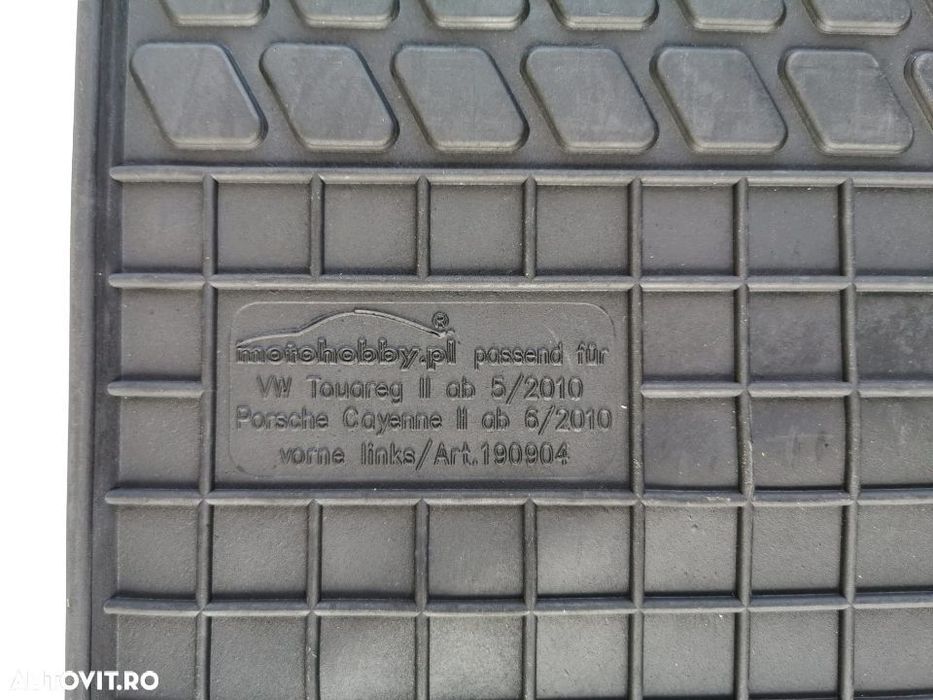 motohobby.pl ® passend für
VW Touareg II ab 5/2010
Porsche Cayenne II ab 6/2010
vorne links/Art.190904
AUTOVIT.RO